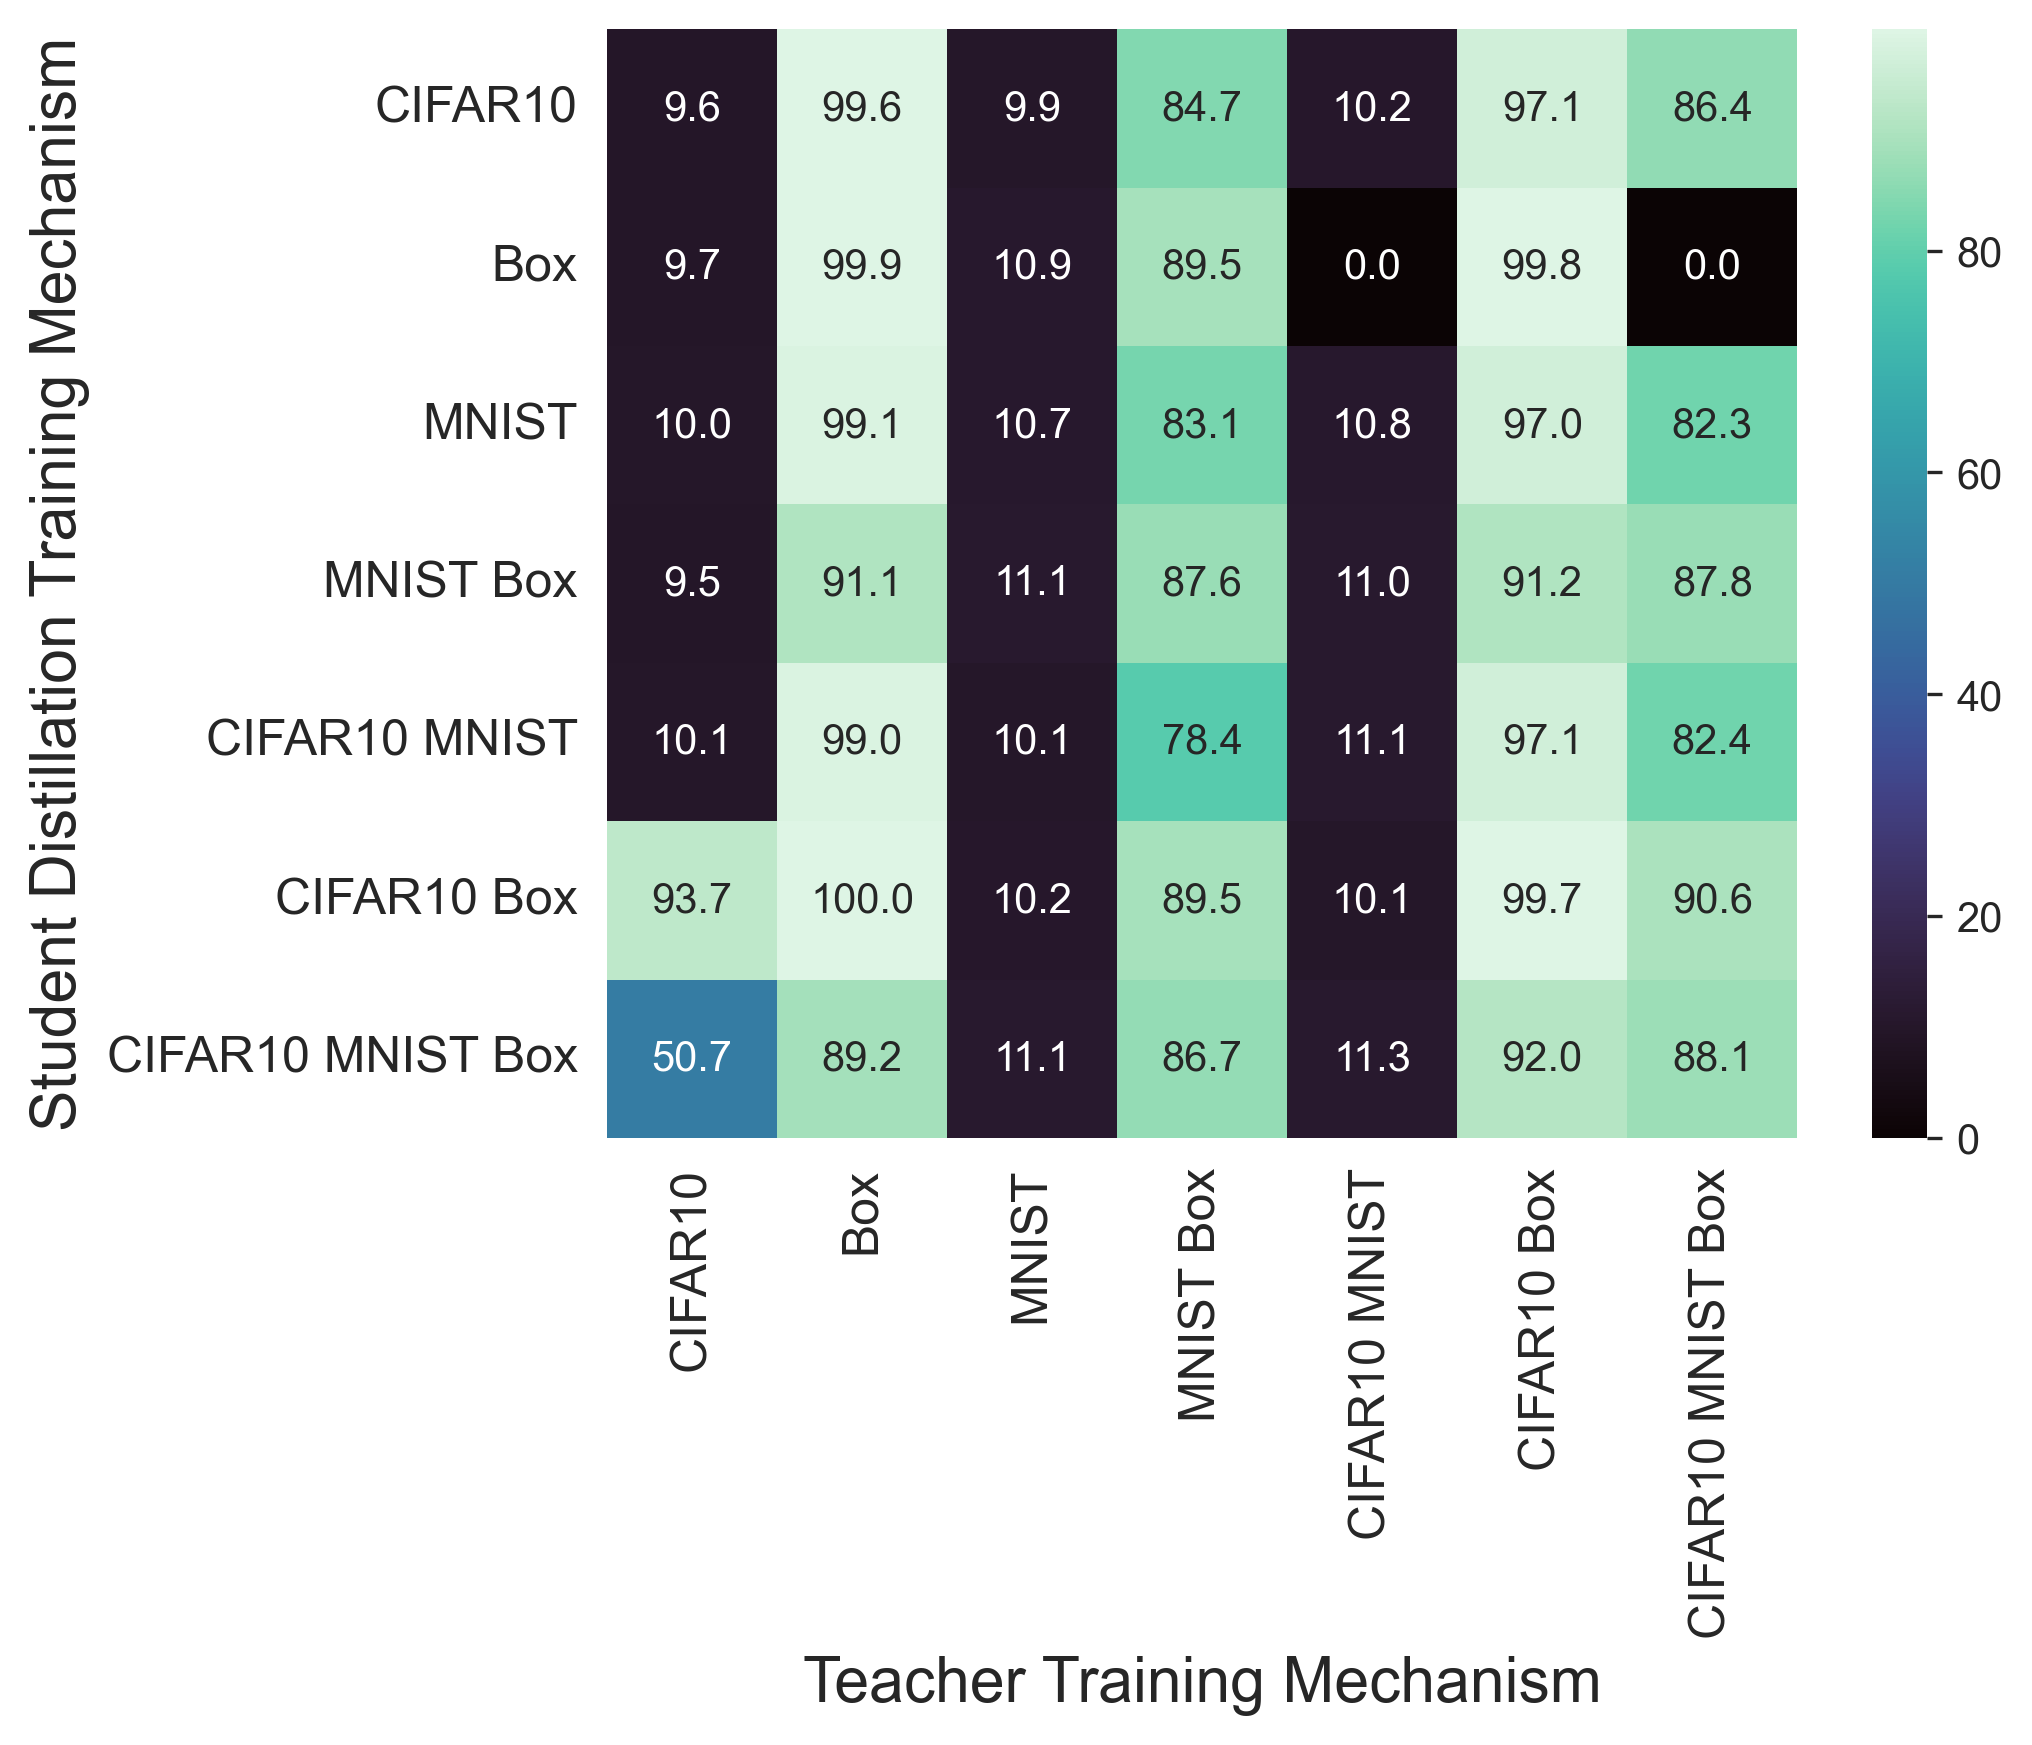 Student Distillation Training Mechanism
CIFAR10 9.6 99.6 9.9 84.7 10.2 97.1 86.4
Box 9.7 99.9 10.9 89.5 0.0 99.8 0.0
MNIST 10.0 99.1 10.7 83.1 10.8 97.0 82.3
MNIST Box 9.5 91.1 11.1 87.6 11.0 91.2 87.8
CIFAR10 MNIST 10.1 99.0 10.1 78.4 11.1 97.1 82.4
CIFAR10 Box 93.7 100.0 10.2 89.5 10.1 99.7 90.6
CIFAR10 MNIST Box 50.7 89.2 11.1 86.7 11.3 92.0 88.1
CIFAR10
Box
MNIST
MNIST Box
CIFAR10 MNIST
CIFAR10 Box
CIFAR10 MNIST Box
Teacher Training Mechanism
80
60
40
20
0